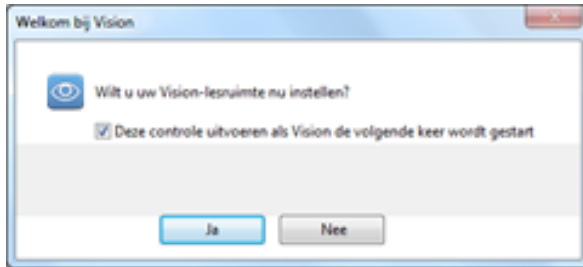 Welkom bij Vision
Wilt u uw Vision-lesruimte nu instellen?
Deze controle uitvoeren als Vision de volgende keer wordt gestart
Ja
Nee